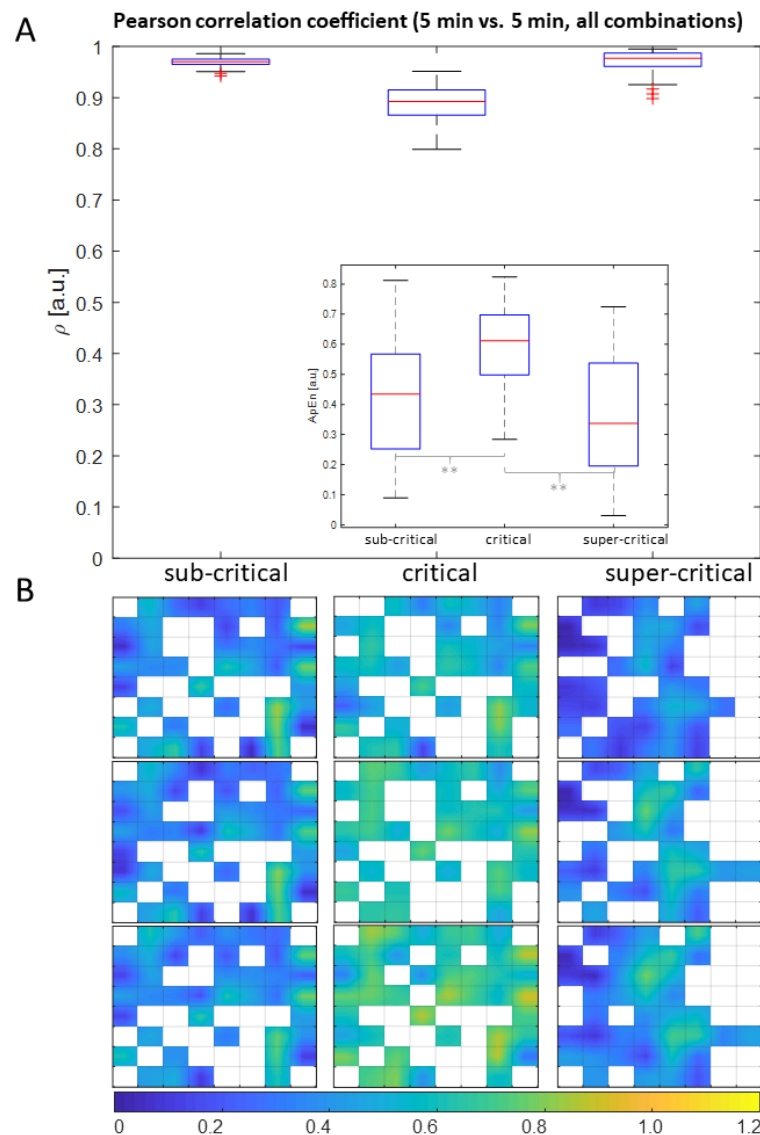 A
Pearson correlation coefficient (5 min vs. 5 min, all combinations)
1
0.9
0.8
0.7
0.6
0.5
0.4
0.3
0.2
0.1
0
ρ [a.u.]
0.8
0.7
0.6
0.5
0.4
0.3
0.2
0.1
0
ApEn [a.u]
**
**
sub-critical critical super-critical
sub-critical critical super-critical
B
0 0.2 0.4 0.6 0.8 1.0 1.2